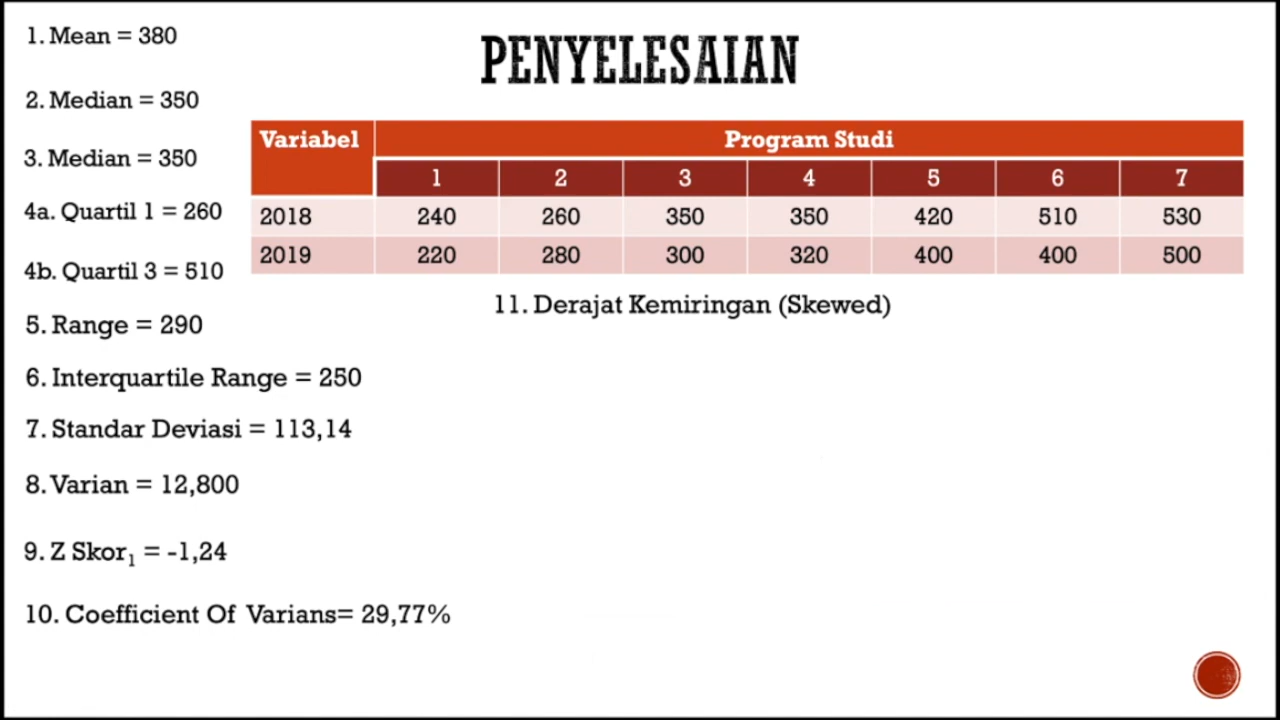 PENYELESAIAN
1. Mean = 380
2. Median = 350
3. Median = 350
4a. Quartil 1 = 260
4b. Quartil 3 = 510
5. Range = 290
6. Interquartile Range = 250
7. Standar Deviasi = 113,14
8. Varian = 12,800
9. Z Skor₁ = -1,24
10. Coefficient Of Varians= 29,77%
Variabel Program Studi
1 2 3 4 5 6 7
2018 240 260 350 350 420 510 530
2019 220 280 300 320 400 400 500
11. Derajat Kemiringan (Skewed)